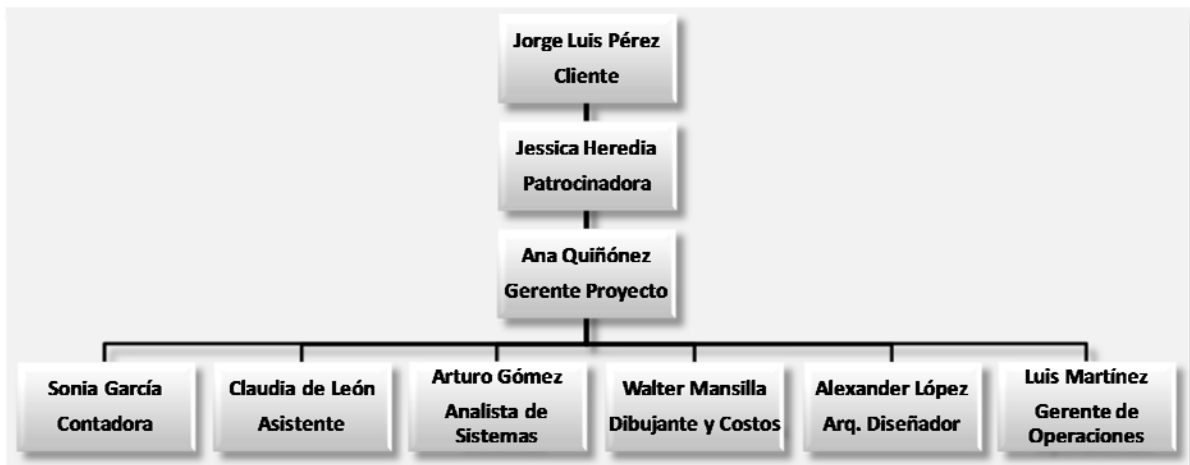 Jorge Luis Pérez
Cliente
Jessica Heredia
Patrocinadora
Ana Quiñónez
Gerente Proyecto
Sonia García
Contadora
Claudia de León
Asistente
Arturo Gómez
Analista de
Sistemas
Walter Mansilla
Dibujante y Costos
Alexander López
Arq. Diseñador
Luis Martínez
Gerente de
Operaciones